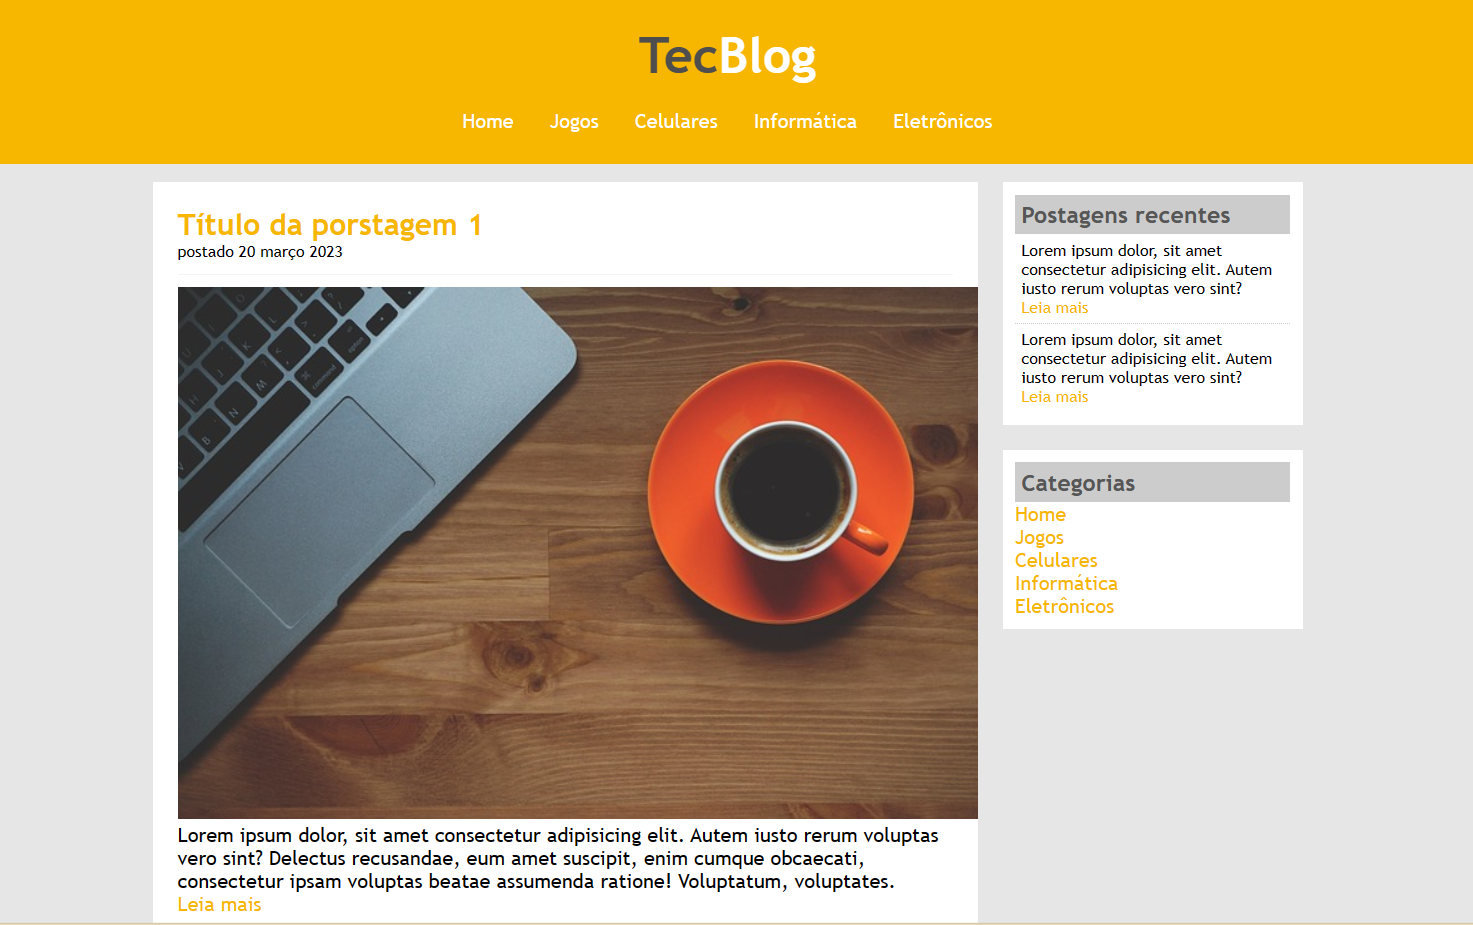 TecBlog
Home Jogos Celulares Informática Eletrônicos
Título da porstagem 1
postado 20 março 2023
command
option
Lorem ipsum dolor, sit amet consectetur adipisicing elit. Autem iusto rerum voluptas
vero sint? Delectus recusandae, eum amet suscipit, enim cumque obcaecati,
consectetur ipsam voluptas beatae assumenda ratione! Voluptatum, voluptates.
Leia mais
Postagens recentes
Lorem ipsum dolor, sit amet
consectetur adipisicing elit. Autem
iusto rerum voluptas vero sint?
Leia mais
Lorem ipsum dolor, sit amet
consectetur adipisicing elit. Autem
iusto rerum voluptas vero sint?
Leia mais
Categorias
Home
Jogos
Celulares
Informática
Eletrônicos